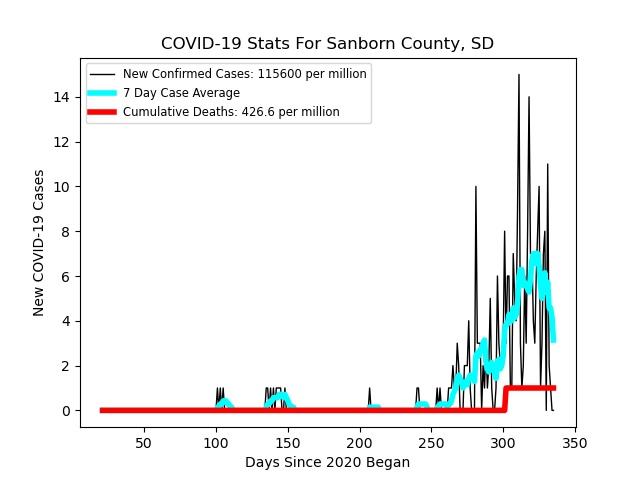 COVID-19 Stats For Sanborn County, SD
New Confirmed Cases: 115600 per million
7 Day Case Average
Cumulative Deaths: 426.6 per million
New COVID-19 Cases
14
12
10
8
6
4
2
0
50 100 150 200 250 300 350
Days Since 2020 Began